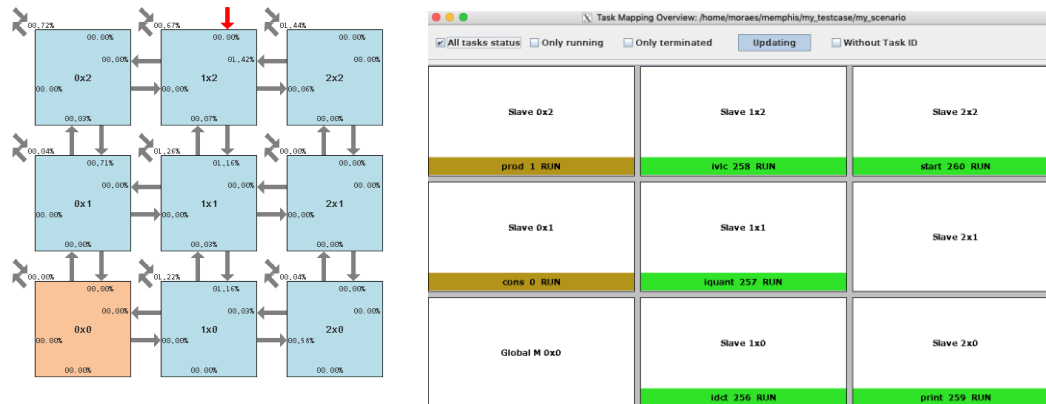 00.72% 00.67% 01.44%
00.00% 00.00% 00.00%
00.00% 01.42% 00.00%
0x2 1x2 2x2
00.00% 00.00% 00.06%
00.03% 00.07% 00.00%
00.04% 01.26% 00.00%
00.71% 01.16% 00.00%
00.00% 00.00% 00.00%
0x1 1x1 2x1
00.00% 00.00% 00.00%
00.00% 00.03% 00.00%
00.00% 01.22% 00.04%
00.00% 01.16% 00.00%
00.00% 00.03% 00.00%
0x0 1x0 2x0
00.00% 00.00% 00.58%
00.00% 00.00% 00.00%
Task Mapping Overview: /home/moraes/memphis/my_testcase/my_scenario
All tasks status Only running Only terminated Updating Without Task ID
Slave 0x2 Slave 1x2 Slave 2x2
prod 1 RUN ivlc 258 RUN start 260 RUN
Slave 0x1 Slave 1x1 Slave 2x1
cons 0 RUN iquant 257 RUN
Global M 0x0 Slave 1x0 Slave 2x0
idct 256 RUN print 259 RUN